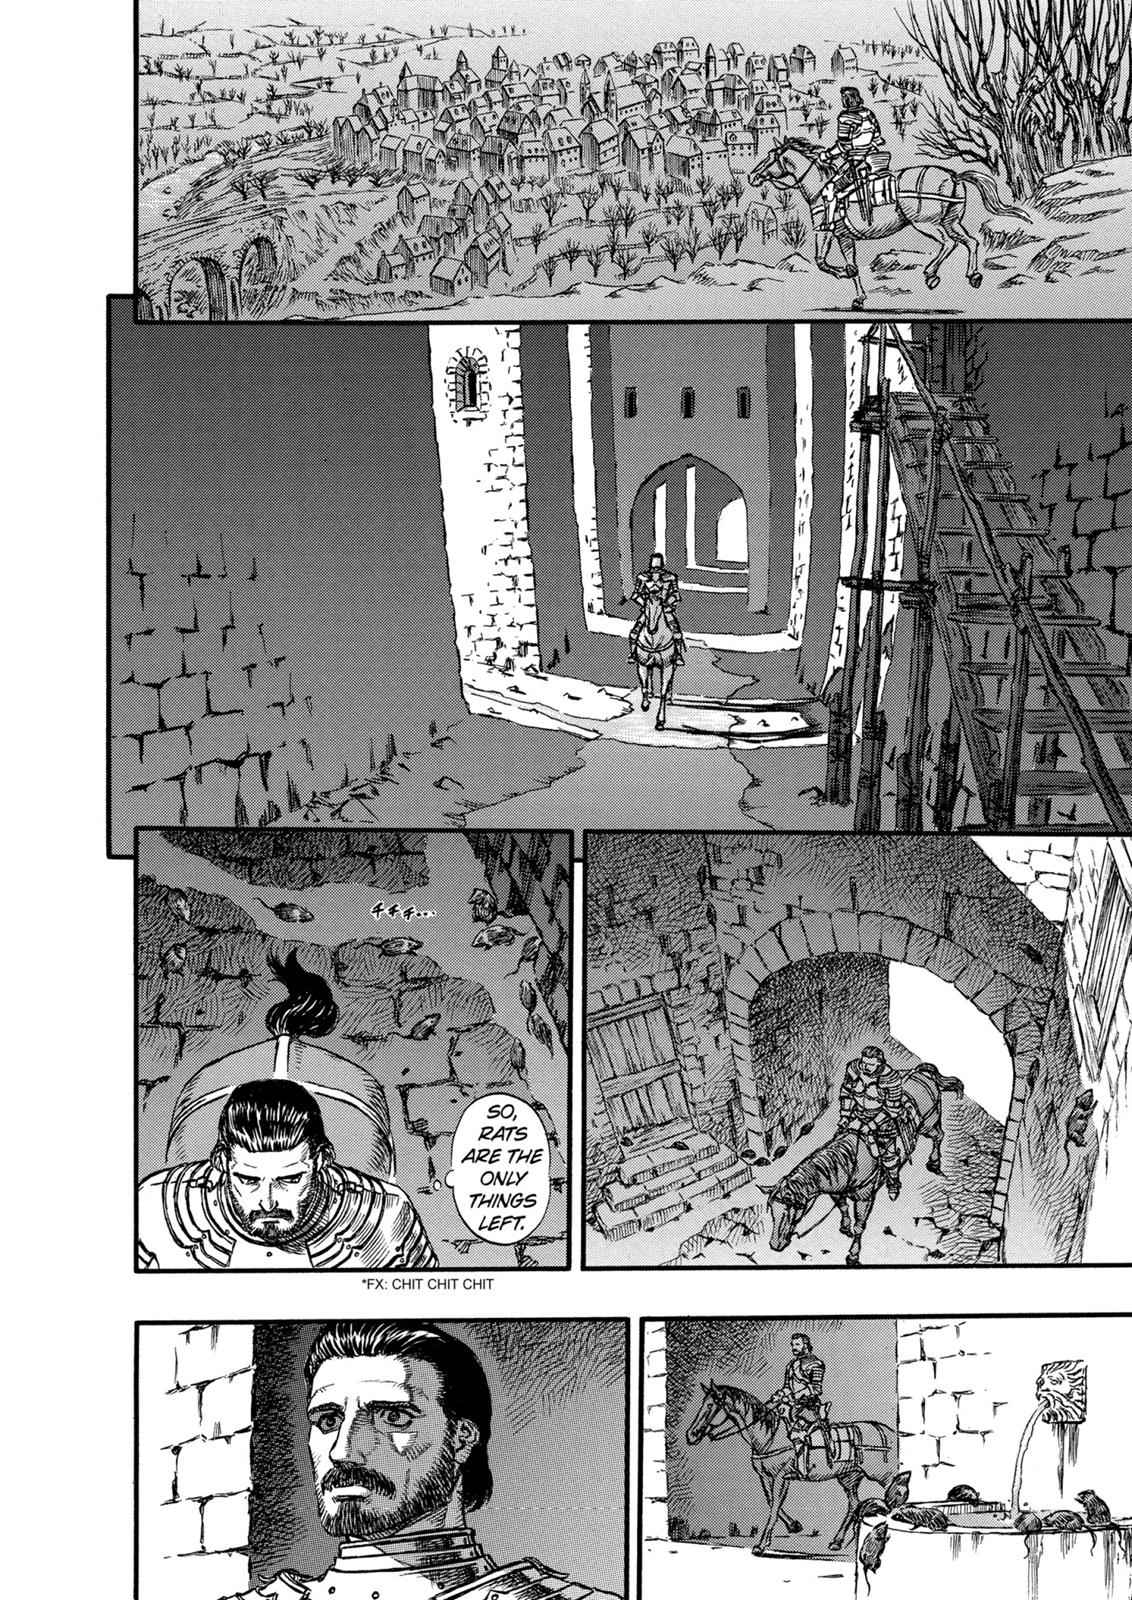 チチチ...
SO,
RATS
ARE THE
ONLY
THINGS
LEFT.
*FX: CHIT CHIT CHIT